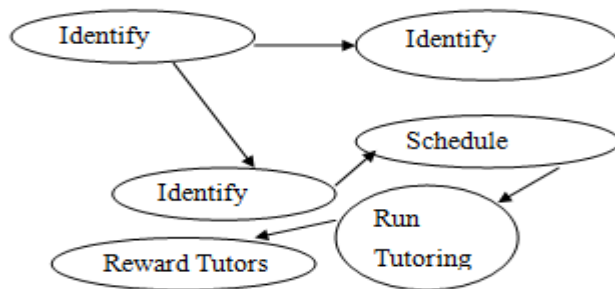 Identify
Identify
Schedule
Identify
Run
Tutoring
Reward Tutors